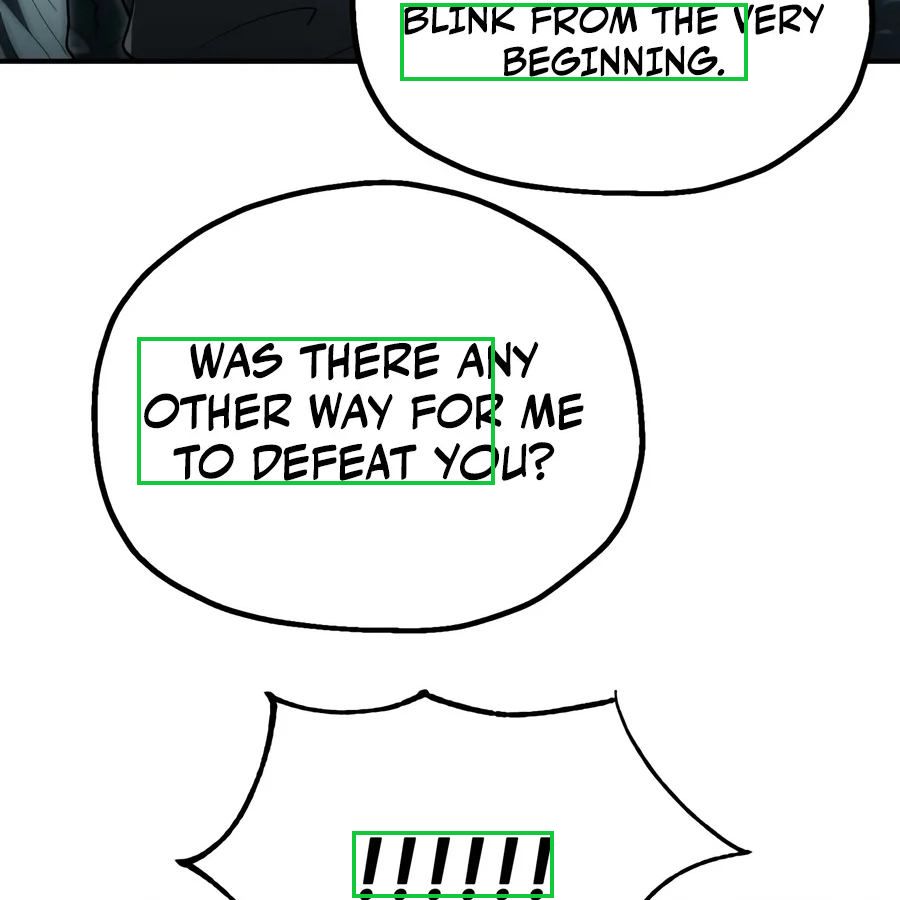 BLINK FROM THE VERY
BEGINNING.
WAS THERE ANY
OTHER WAY FOR ME
TO DEFEAT YOU?
!!!!!!